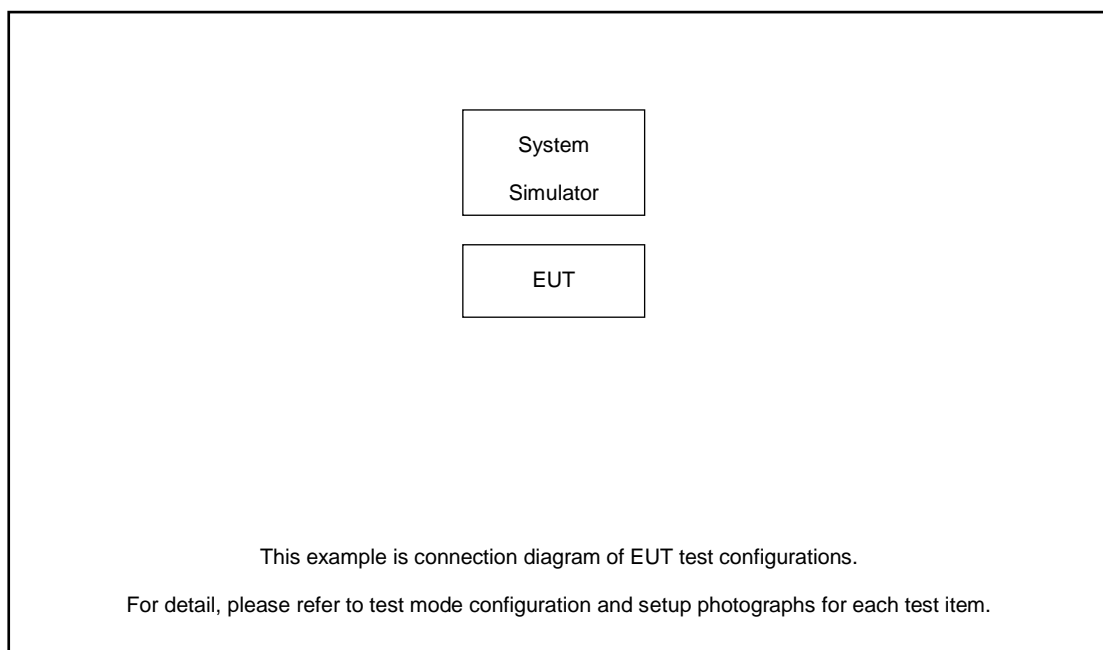 System
Simulator
EUT
This example is connection diagram of EUT test configurations.
For detail, please refer to test mode configuration and setup photographs for each test item.